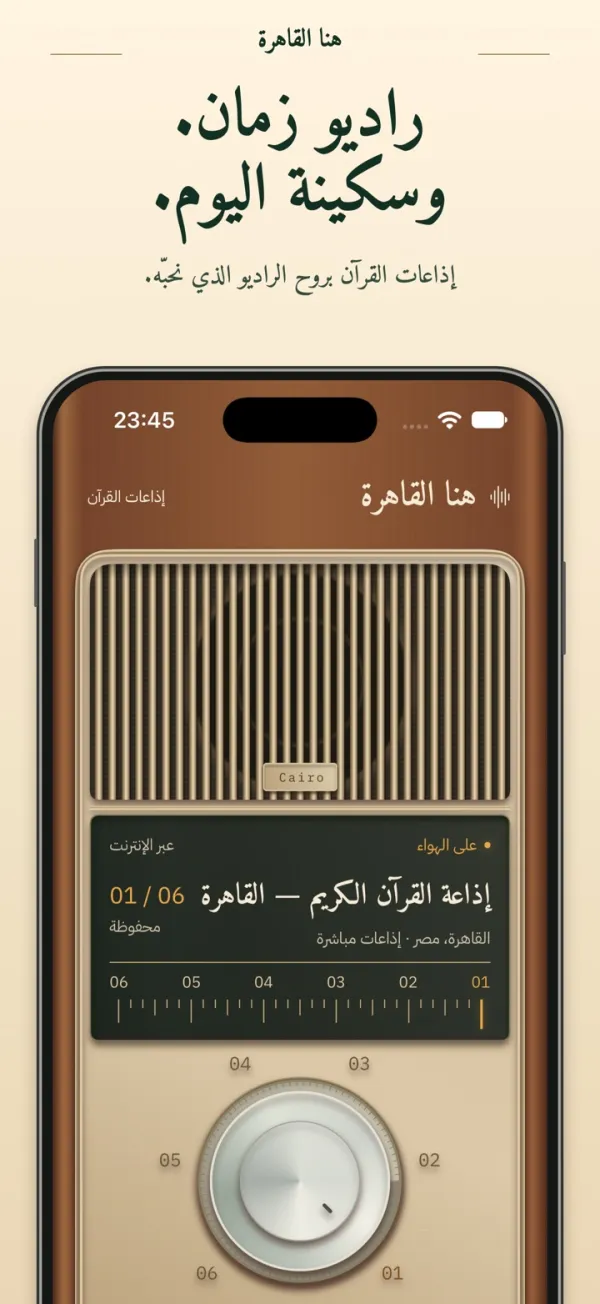 هنا القاهرة
راديو زمان.
وسكينة اليوم.
إذاعات القرآن بروح الراديو الذي نحبّه.
23:45
هنا القاهرة
إذاعات القرآن
Cairo
على الهواء
عبر الإنترنت
إذاعة القرآن الكريم — القاهرة
01 / 06
القاهرة، مصر · إذاعات مباشرة
محفوظة
06 05 04 03 02 01
04 03
05 02
06 01